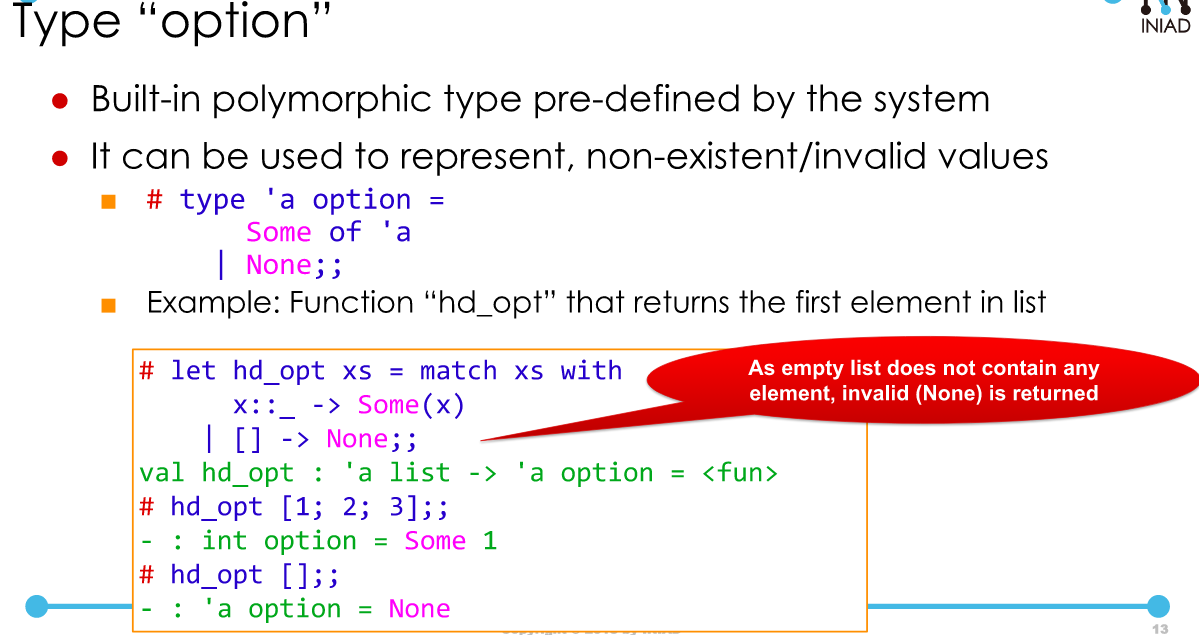 Type “option”
INIAD
● Built-in polymorphic type pre-defined by the system
● It can be used to represent, non-existent/invalid values
■ # type 'a option =
Some of 'a
| None;;
■ Example: Function “hd_opt” that returns the first element in list
# let hd_opt xs = match xs with
x::_ -> Some(x)
| [] -> None;;
val hd_opt : 'a list -> 'a option = <fun>
# hd_opt [1; 2; 3];;
- : int option = Some 1
# hd_opt [];;
- : 'a option = None
As empty list does not contain any
element, invalid (None) is returned
13